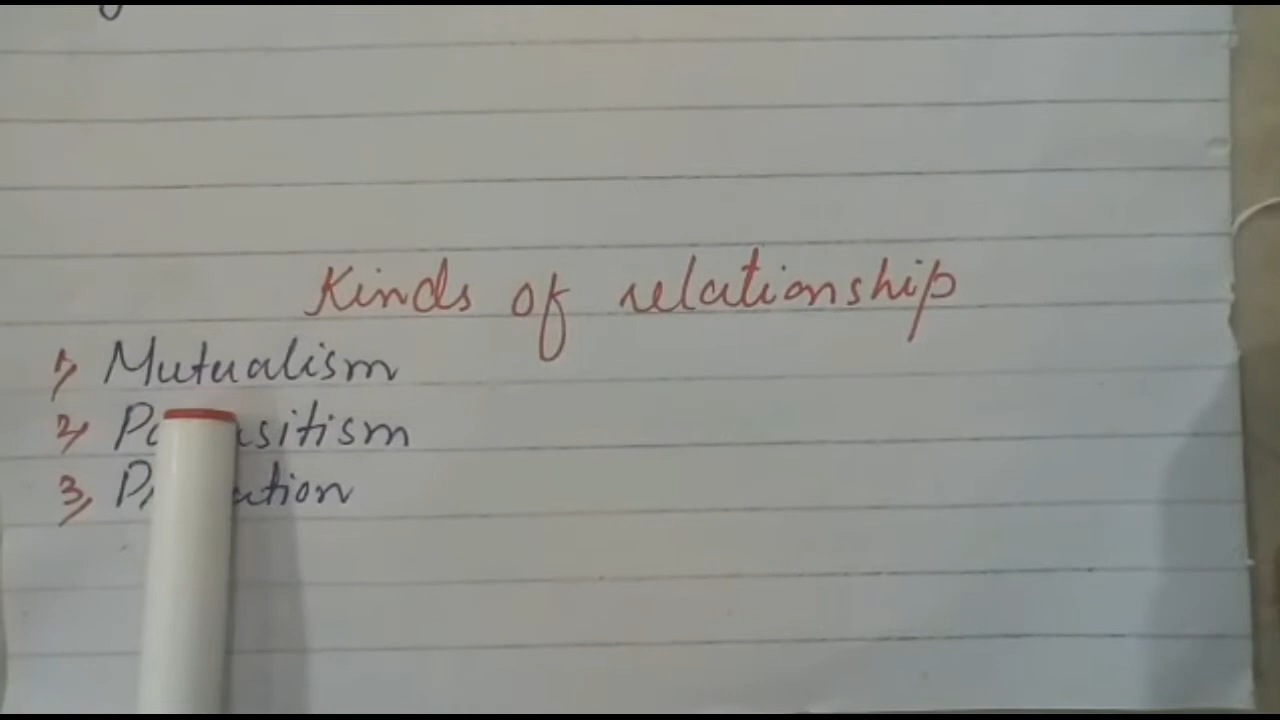 Kinds of relationship
1, Mutualism
2,
3,